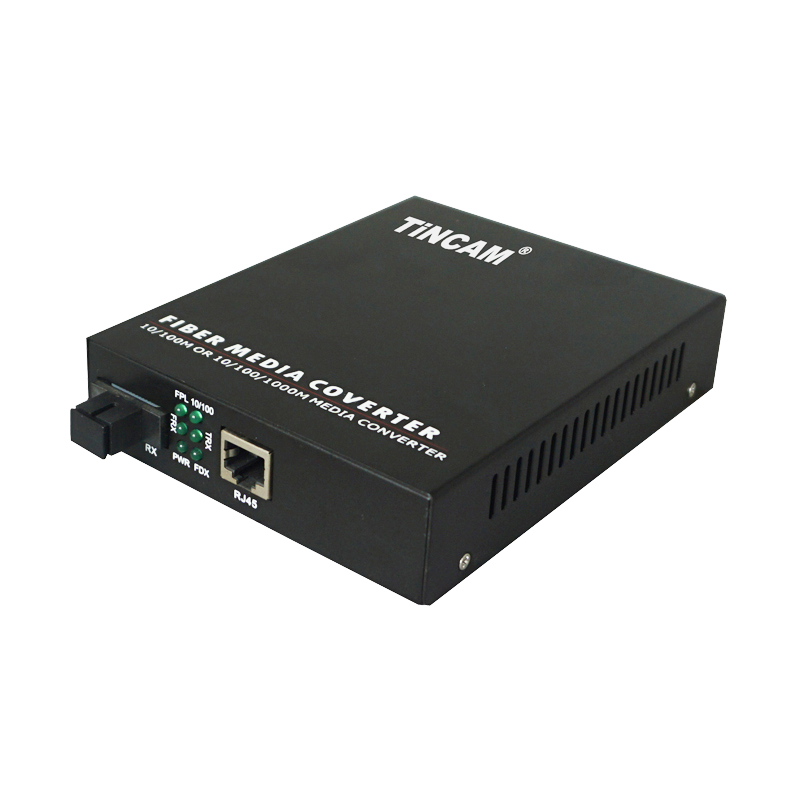 TiNCAM®
FIBER MEDIA COVERTER
10/100M OR 10/100/1000M MEDIA CONVERTER
FPL 10/100
FRX TRX
RX
PWR FDX
RJ45